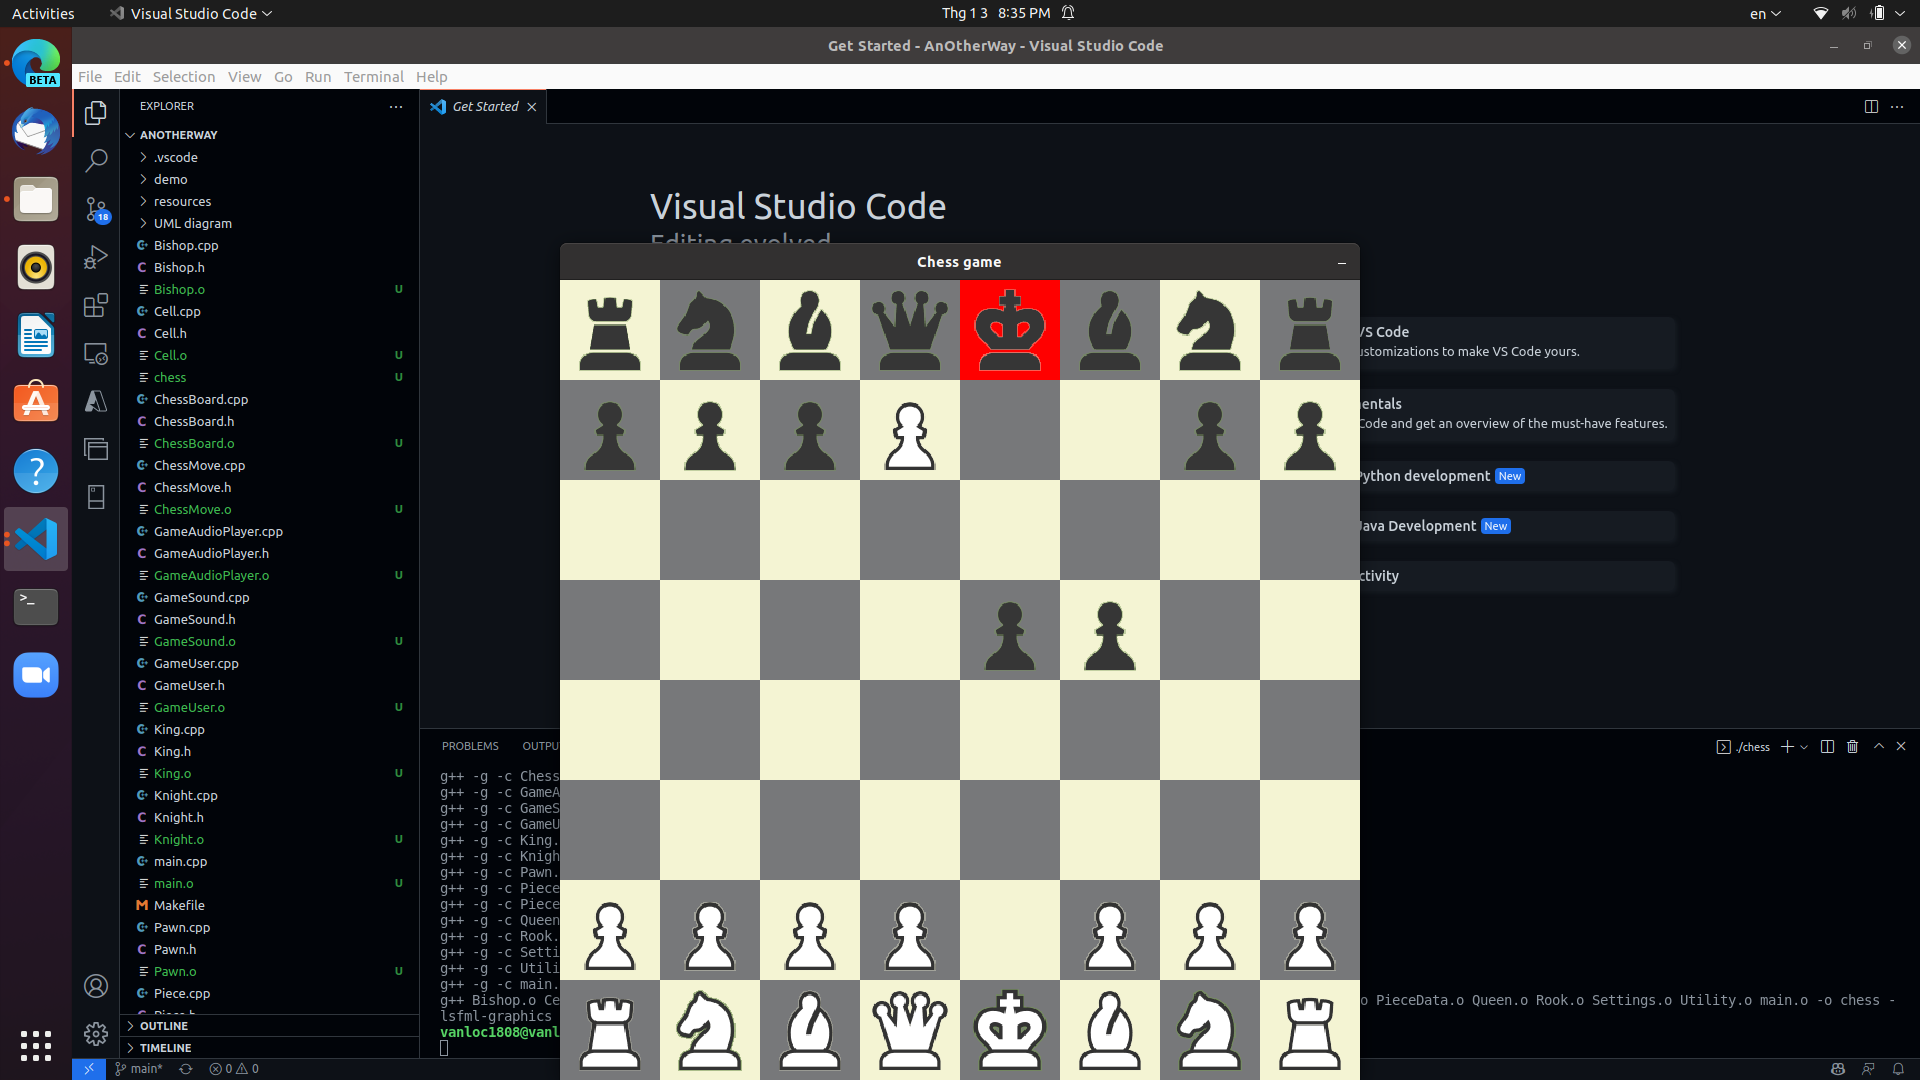 Activities
Visual Studio Code
Thg 1 3 8:35 PM
en
Get Started - AnOtherWay - Visual Studio Code
File Edit Selection View Go Run Terminal Help
BETA
EXPLORER
Get Started
ANOTHERWAY
.vscode
demo
resources
UML diagram
Bishop.cpp
Bishop.h
Bishop.o U
Cell.cpp
Cell.h
Cell.o U
chess U
ChessBoard.cpp
ChessBoard.h
ChessBoard.o U
ChessMove.cpp
ChessMove.h
ChessMove.o U
GameAudioPlayer.cpp
GameAudioPlayer.h
GameAudioPlayer.o U
GameSound.cpp
GameSound.h
GameSound.o U
GameUser.cpp
GameUser.h
GameUser.o U
King.cpp
King.h
King.o U
Knight.cpp
Knight.h
Knight.o U
main.cpp
main.o U
Makefile
Pawn.cpp
Pawn.h
Pawn.o U
Piece.cpp
OUTLINE
TIMELINE
18
Visual Studio Code
Editing evolved
Chess game
VS Code
ustomizations to make VS Code yours.
entals
Code and get an overview of the must-have features.
Python development New
Java Development New
ctivity
PROBLEMS OUTPU
./chess
g++ -g -c Chess
g++ -g -c GameA
g++ -g -c GameS
g++ -g -c GameU
g++ -g -c King.
g++ -g -c Knigh
g++ -g -c Pawn.
g++ -g -c Piece
g++ -g -c Piece
g++ -g -c Queen
g++ -g -c Rook.
g++ -g -c Setti
g++ -g -c Utili
g++ -g -c main.
g++ Bishop.o Ce
o PieceData.o Queen.o Rook.o Settings.o Utility.o main.o -o chess -
lsfml-graphics
vanloc1808@vanl
main* 0 0